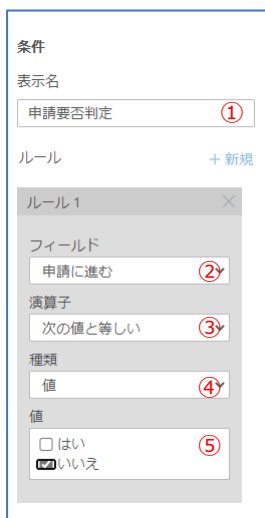 条件
表示名
申請要否判定 ①
ルール + 新規
ルール 1 ×
フィールド
申請に進む ②
演算子
次の値と等しい ③
種類
値 ④
値
はい ⑤
いいえ